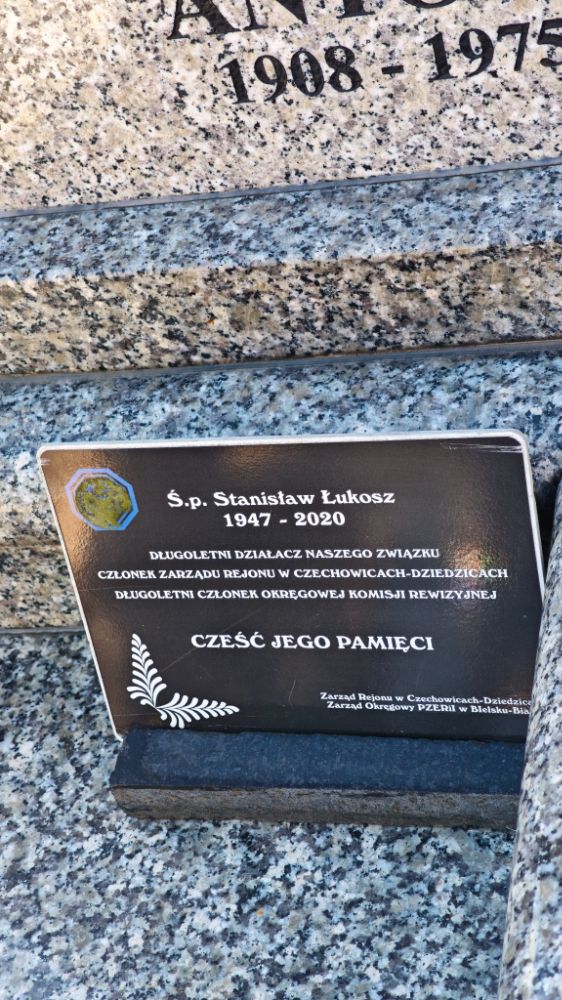 1908 - 1975
Ś.p. Stanisław Łukosz
1947 - 2020
DŁUGOLETNI DZIAŁACZ NASZEGO ZWIĄZKU
CZŁONEK ZARZĄDU REJONU W CZECHOWICACH-DZIEDZICACH
DŁUGOLETNI CZŁONEK OKRĘGOWEJ KOMISJI REWIZYJNEJ
CZEŚĆ JEGO PAMIĘCI
Zarząd Rejonu w Czechowicach-Dziedzica
Zarząd Okręgowy PZERiI w BIelsku-Bia